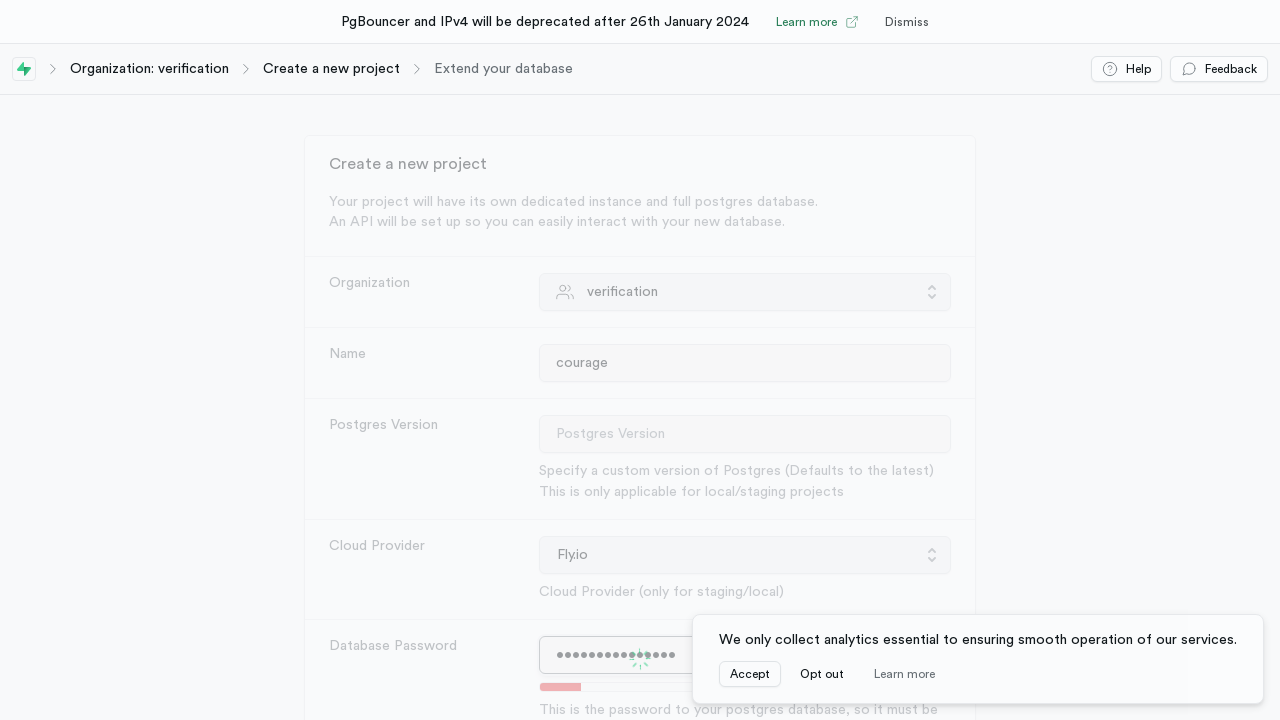 PgBouncer and IPv4 will be deprecated after 26th January 2024 Learn more Dismiss
Organization: verification Create a new project Extend your database Help Feedback
Create a new project
Your project will have its own dedicated instance and full postgres database.
An API will be set up so you can easily interact with your new database.
Organization verification
Name courage
Postgres Version Postgres Version
Specify a custom version of Postgres (Defaults to the latest)
This is only applicable for local/staging projects
Cloud Provider Fly.io
Cloud Provider (only for staging/local)
Database Password •••••••••••••••
This is the password to your postgres database, so it must be
We only collect analytics essential to ensuring smooth operation of our services.
Accept Opt out Learn more